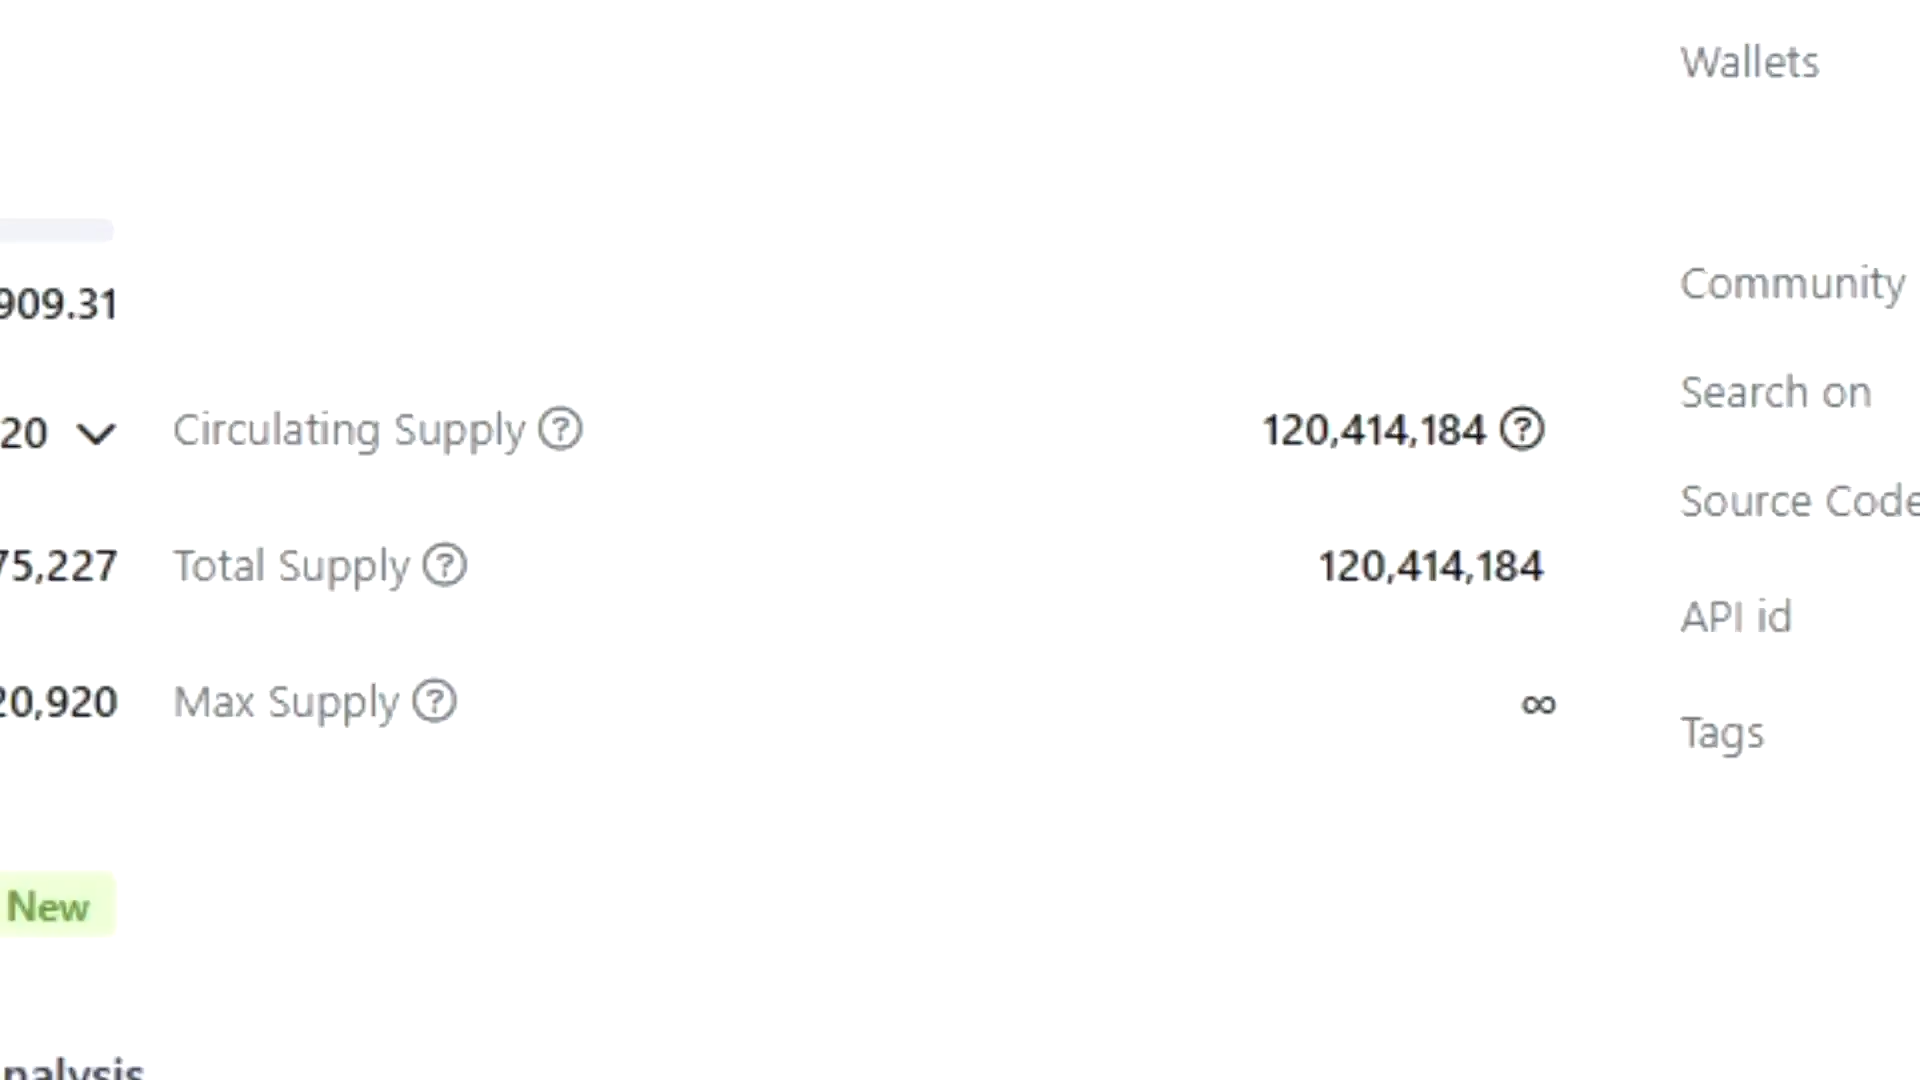 Wallets
909.31
Community
Search on
20 Circulating Supply ? 120,414,184 ?
Source Code
75,227 Total Supply ? 120,414,184
API id
20,920 Max Supply ? ∞
Tags
New
nalysis